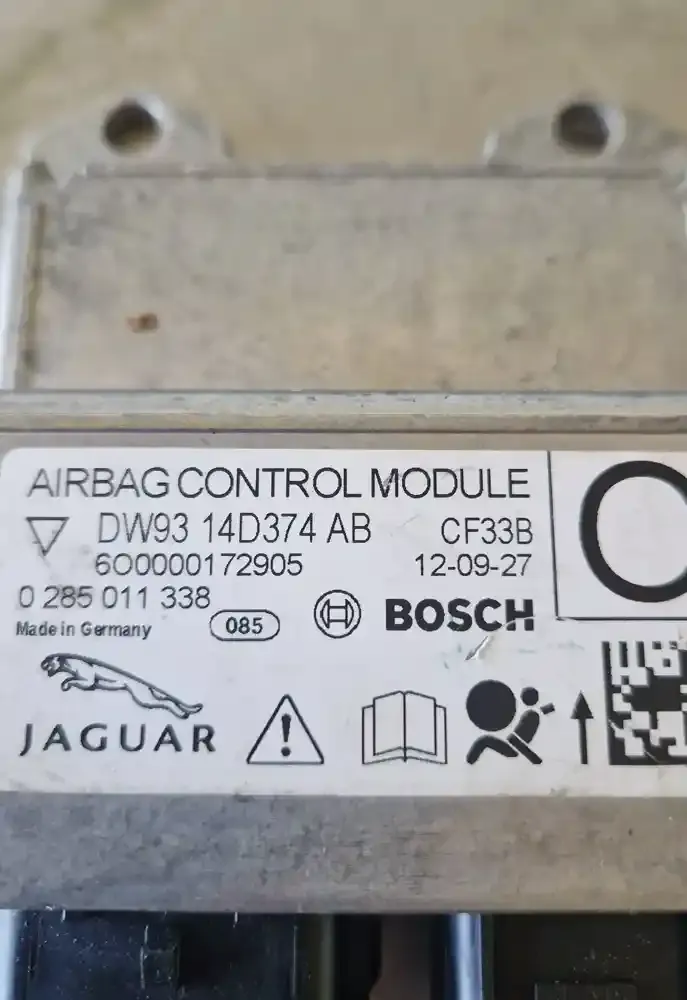 AIRBAG CONTROL MODULE
DW93 14D374 AB CF33B
6O0000172905 12-09-27
0 285 011 338
Made in Germany 085 BOSCH
JAGUAR